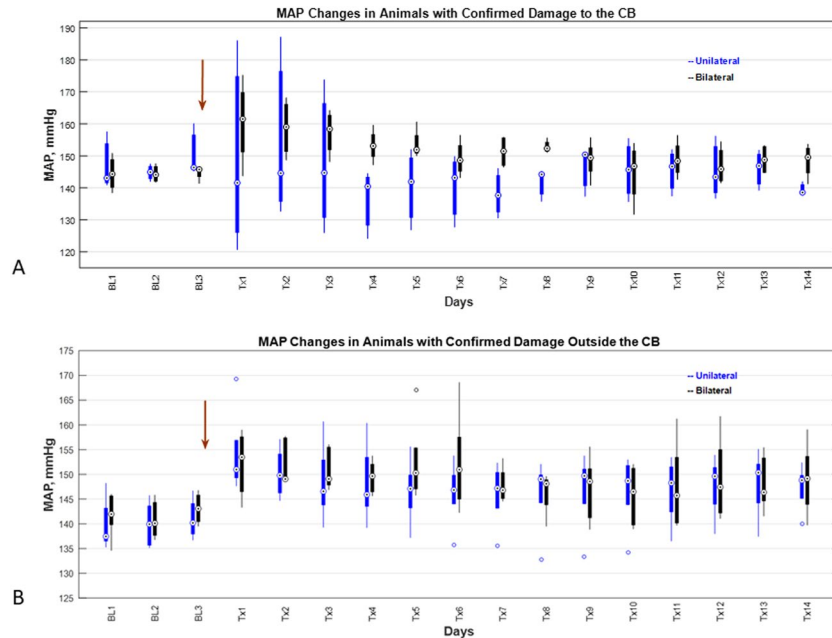 MAP Changes in Animals with Confirmed Damage to the CB
190
180
170
160
150
140
130
120
MAP, mmHg
-- Unilateral
-- Bilateral
BL1 BL2 BL3 Tx1 Tx2 Tx3 Tx4 Tx5 Tx6 Tx7 Tx8 Tx9 Tx10 Tx11 Tx12 Tx13 Tx14
Days
A
MAP Changes in Animals with Confirmed Damage Outside the CB
175
170
165
160
155
150
145
140
135
130
125
MAP, mmHg
-- Unilateral
-- Bilateral
BL1 BL2 BL3 Tx1 Tx2 Tx3 Tx4 Tx5 Tx6 Tx7 Tx8 Tx9 Tx10 Tx11 Tx12 Tx13 Tx14
Days
B